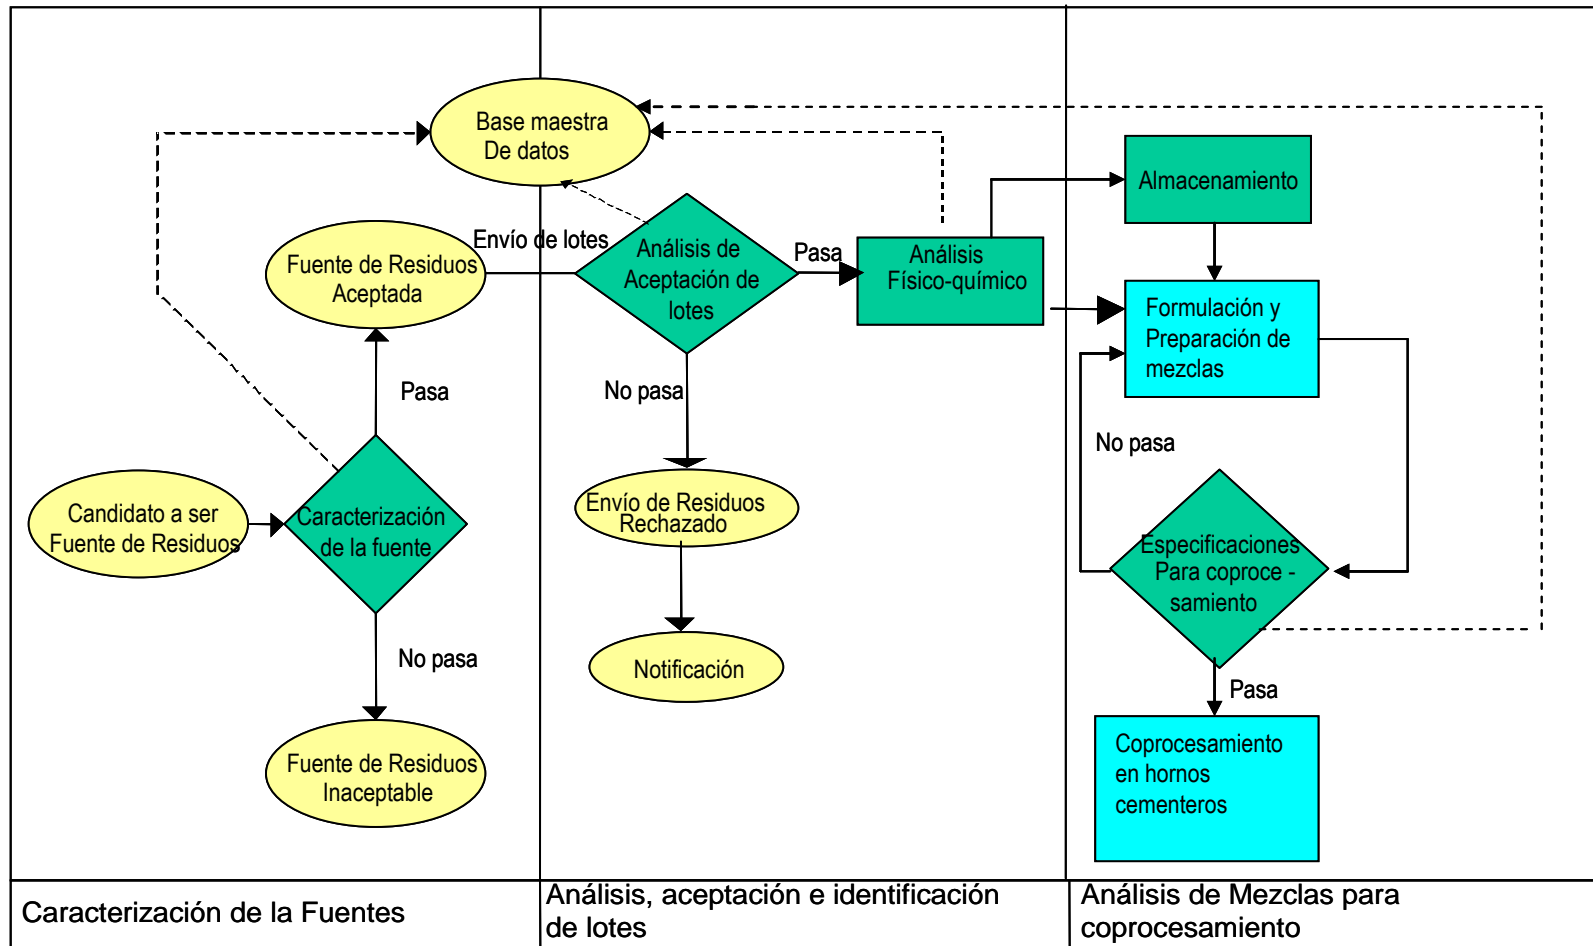 Base maestra
De datos
Almacenamiento
Envío de lotes
Fuente de Residuos
Aceptada
Análisis de
Aceptación de
lotes
Pasa
Análisis
Físico-químico
Formulación y
Preparación de
mezclas
Pasa
No pasa
No pasa
Candidato a ser
Fuente de Residuos
Caracterización
de la fuente
Envío de Residuos
Rechazado
Especificaciones
Para coproce -
samiento
No pasa
Notificación
Pasa
Fuente de Residuos
Inaceptable
Coprocesamiento
en hornos
cementeros
Caracterización de la Fuentes
Análisis, aceptación e identificación
de lotes
Análisis de Mezclas para
coprocesamiento